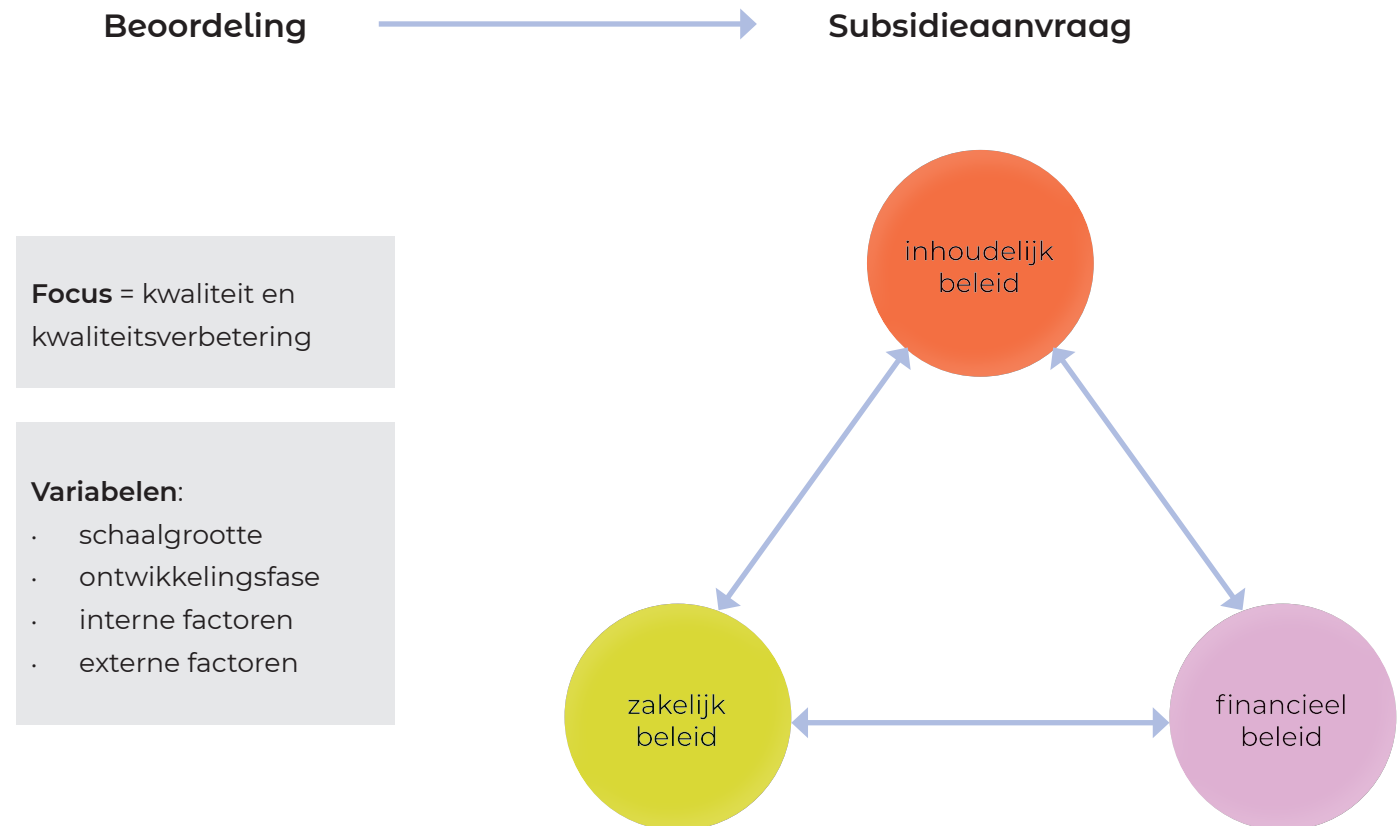 Beoordeling
Subsidieaanvraag
Focus = kwaliteit en
kwaliteitsverbetering
Variabelen:
· schaalgrootte
· ontwikkelingsfase
· interne factoren
· externe factoren
inhoudelijk
beleid
zakelijk
beleid
financieel
beleid